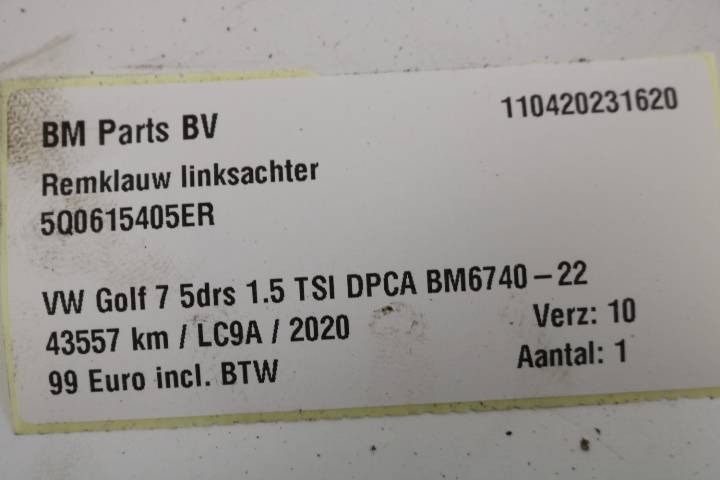 BM Parts BV
110420231620
Remklauw linksachter
5Q0615405ER
VW Golf 7 5drs 1.5 TSI DPCA BM6740-22
43557 km / LC9A / 2020
Verz: 10
99 Euro incl. BTW
Aantal: 1